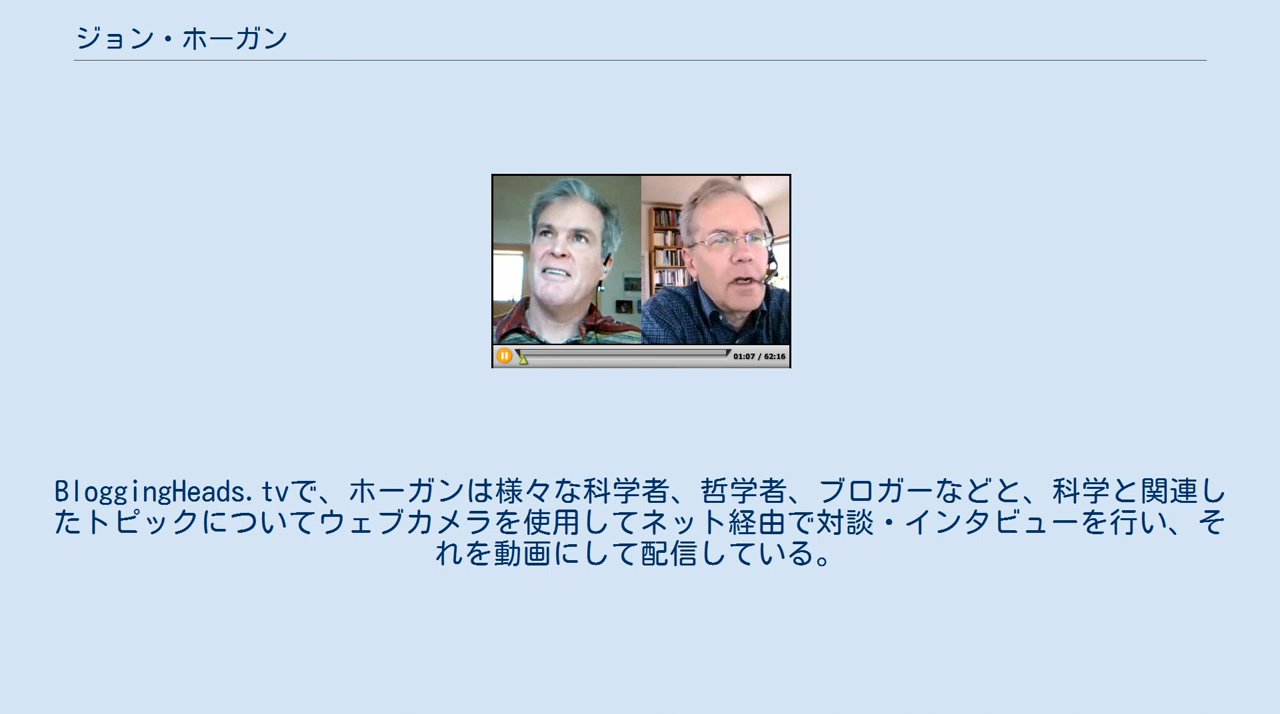 ジョン・ホーガン
01:07 / 62:16
BloggingHeads.tvで、ホーガンは様々な科学者、哲学者、ブロガーなどと、科学と関連し
たトピックについてウェブカメラを使用してネット経由で対談・インタビューを行い、そ
れを動画にして配信している。